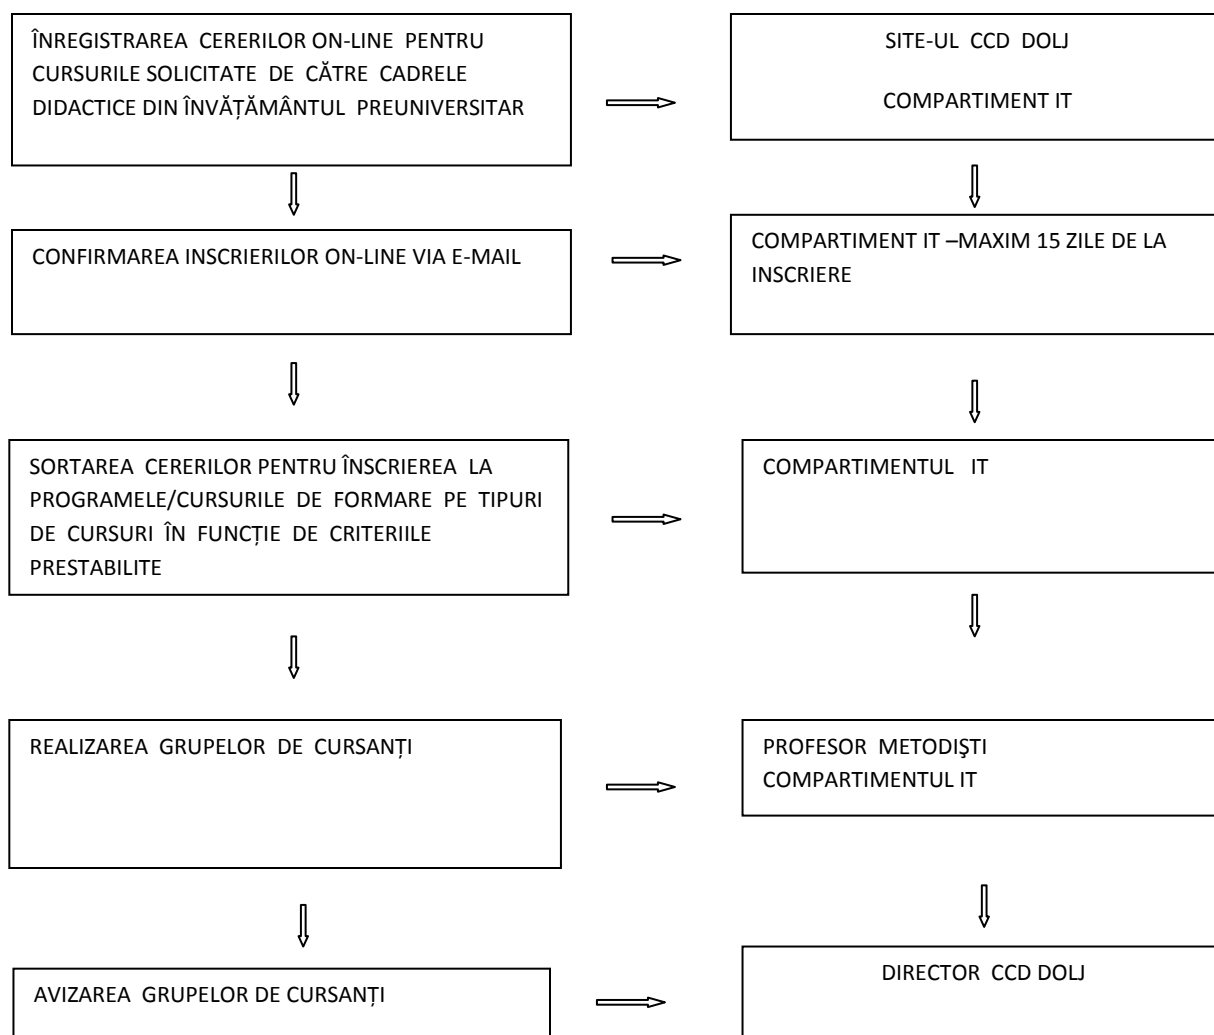 ÎNREGISTRAREA CERERILOR ON-LINE PENTRU
CURSURILE SOLICITATE DE CĂTRE CADRELE
DIDACTICE DIN ÎNVĂȚĂMÂNTUL PREUNIVERSITAR
SITE-UL CCD DOLJ
COMPARTIMENT IT
CONFIRMAREA INSCRIERILOR ON-LINE VIA E-MAIL
COMPARTIMENT IT –MAXIM 15 ZILE DE LA
INSCRIERE
SORTAREA CERERILOR PENTRU ÎNSCRIEREA LA
PROGRAMELE/CURSURILE DE FORMARE PE TIPURI
DE CURSURI ÎN FUNCȚIE DE CRITERIILE
PRESTABILITE
COMPARTIMENTUL IT
REALIZAREA GRUPELOR DE CURSANȚI
PROFESOR METODIŞTI
COMPARTIMENTUL IT
AVIZAREA GRUPELOR DE CURSANȚI
DIRECTOR CCD DOLJ